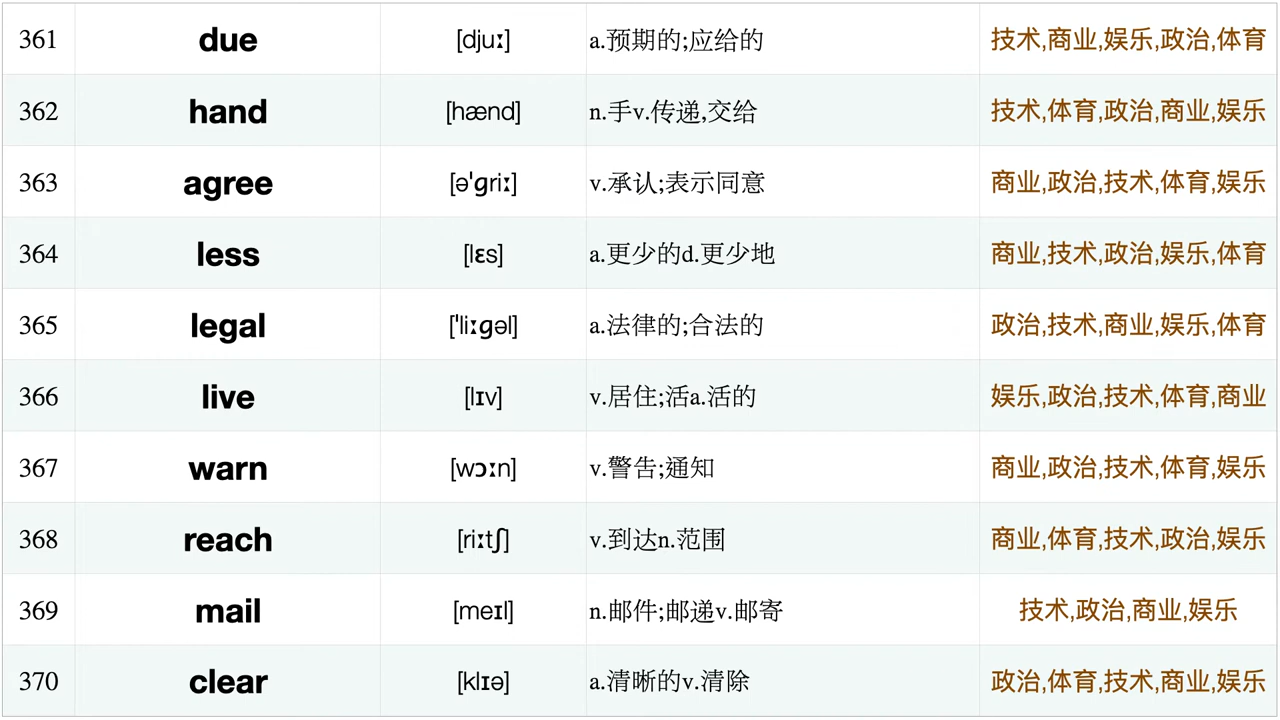 361 due [djuː] a.预期的;应给的 技术,商业,娱乐,政治,体育
362 hand [hænd] n.手v.传递,交给 技术,体育,政治,商业,娱乐
363 agree [ə'ɡriː] v.承认;表示同意 商业,政治,技术,体育,娱乐
364 less [lɛs] a.更少的d.更少地 商业,技术,政治,娱乐,体育
365 legal ['liːɡəl] a.法律的;合法的 政治,技术,商业,娱乐,体育
366 live [lɪv] v.居住;活a.活的 娱乐,政治,技术,体育,商业
367 warn [wɔːn] v.警告;通知 商业,政治,技术,体育,娱乐
368 reach [riːtʃ] v.到达n.范围 商业,体育,技术,政治,娱乐
369 mail [meɪl] n.邮件;邮递v.邮寄 技术,政治,商业,娱乐
370 clear [klɪə] a.清晰的v.清除 政治,体育,技术,商业,娱乐